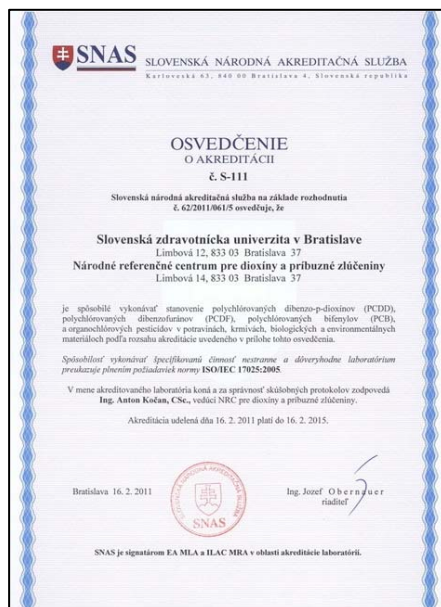 SNAS SLOVENSKÁ NÁRODNÁ AKREDITAČNÁ SLUŽBA
Karloveská 63, 840 00 Bratislava 4, Slovenská republika
OSVEDČENIE
O AKREDITÁCII
č. S-111
Slovenská národná akreditačná služba na základe rozhodnutia
č. 62/2011/061/5 osvedčuje, že
Slovenská zdravotnícka univerzita v Bratislave
Limbová 12, 833 03 Bratislava 37
Národné referenčné centrum pre dioxíny a príbuzné zlúčeniny
Limbová 14, 833 03 Bratislava 37
je spôsobilé vykonávať stanovenie polychlórovaných dibenzo-p-dioxínov (PCDD),
polychlórovaných dibenzofuránov (PCDF), polychlórovaných bifenylov (PCB),
a organochlórových pesticídov v potravinách, krmivách, biologických a environmentálnych
materiáloch podľa rozsahu akreditácie uvedeného v prílohe tohto osvedčenia.
Spôsobilosť vykonávať špecifikovanú činnosť nestranne a dôveryhodne laboratórium
preukazuje plnením požiadaviek normy ISO/IEC 17025:2005.
V mene akreditovaného laboratória koná a za správnosť skúšobných protokolov zodpovedá
Ing. Anton Kočan, CSc., vedúci NRC pre dioxíny a príbuzné zlúčeniny.
Akreditácia udelená dňa 16. 2. 2011 platí do 16. 2. 2015.
Bratislava 16. 2. 2011
SLOVENSKÁ NÁRODNÁ AKREDITAČNÁ SLUŽBA
SNAS
Ing. Jozef Obernauer
riaditeľ
SNAS je signatárom EA MLA a ILAC MRA v oblasti akreditácie laboratórií.